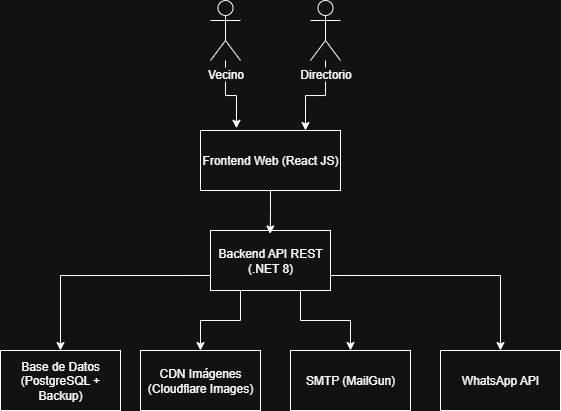 Vecino
Directorio
Frontend Web (React JS)
Backend API REST
(.NET 8)
Base de Datos
(PostgreSQL +
Backup)
CDN Imágenes
(Cloudflare Images)
SMTP (MailGun)
WhatsApp API